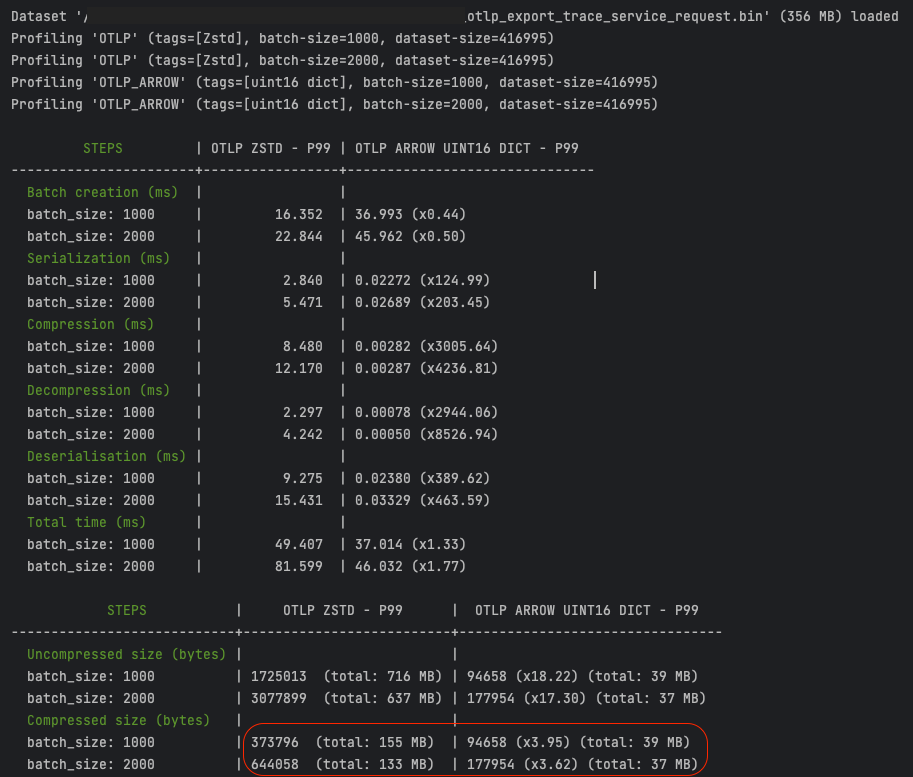 Dataset '/ _otlp_export_trace_service_request.bin' (356 MB) loaded
Profiling 'OTLP' (tags=[Zstd], batch-size=1000, dataset-size=416995)
Profiling 'OTLP' (tags=[Zstd], batch-size=2000, dataset-size=416995)
Profiling 'OTLP_ARROW' (tags=[uint16 dict], batch-size=1000, dataset-size=416995)
Profiling 'OTLP_ARROW' (tags=[uint16 dict], batch-size=2000, dataset-size=416995)
STEPS | OTLP ZSTD - P99 | OTLP ARROW UINT16 DICT - P99
-----------------------+-----------------+-------------------------------
Batch creation (ms) | |
batch_size: 1000 | 16.352 | 36.993 (x0.44)
batch_size: 2000 | 22.844 | 45.962 (x0.50)
Serialization (ms) | |
batch_size: 1000 | 2.840 | 0.02272 (x124.99)
batch_size: 2000 | 5.471 | 0.02689 (x203.45)
Compression (ms) | |
batch_size: 1000 | 8.480 | 0.00282 (x3005.64)
batch_size: 2000 | 12.170 | 0.00287 (x4236.81)
Decompression (ms) | |
batch_size: 1000 | 2.297 | 0.00078 (x2944.06)
batch_size: 2000 | 4.242 | 0.00050 (x8526.94)
Deserialisation (ms) | |
batch_size: 1000 | 9.275 | 0.02380 (x389.62)
batch_size: 2000 | 15.431 | 0.03329 (x463.59)
Total time (ms) | |
batch_size: 1000 | 49.407 | 37.014 (x1.33)
batch_size: 2000 | 81.599 | 46.032 (x1.77)
STEPS | OTLP ZSTD - P99 | OTLP ARROW UINT16 DICT - P99
----------------------------+--------------------------+---------------------------------
Uncompressed size (bytes) | |
batch_size: 1000 | 1725013 (total: 716 MB) | 94658 (x18.22) (total: 39 MB)
batch_size: 2000 | 3077899 (total: 637 MB) | 177954 (x17.30) (total: 37 MB)
Compressed size (bytes) | |
batch_size: 1000 | 373796 (total: 155 MB) | 94658 (x3.95) (total: 39 MB)
batch_size: 2000 | 644058 (total: 133 MB) | 177954 (x3.62) (total: 37 MB)